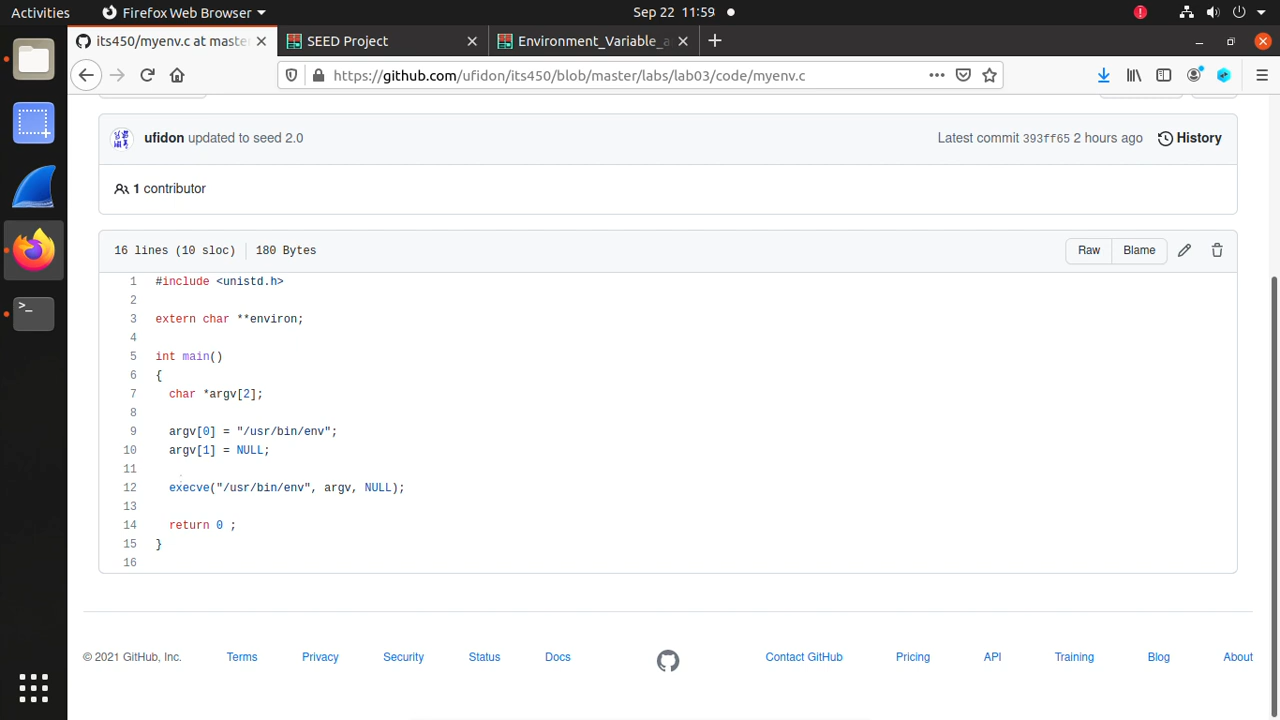 Activities Firefox Web Browser Sep 22 11:59
its450/myenv.c at maste SEED Project Environment_Variable_a
https://github.com/ufidon/its450/blob/master/labs/lab03/code/myenv.c
ufidon updated to seed 2.0 Latest commit 393ff65 2 hours ago History
1 contributor
16 lines (10 sloc) 180 Bytes Raw Blame
1 #include <unistd.h>
2
3 extern char **environ;
4
5 int main()
6 {
7 char *argv[2];
8
9 argv[0] = "/usr/bin/env";
10 argv[1] = NULL;
11
12 execve("/usr/bin/env", argv, NULL);
13
14 return 0 ;
15 }
16
© 2021 GitHub, Inc. Terms Privacy Security Status Docs Contact GitHub Pricing API Training Blog About